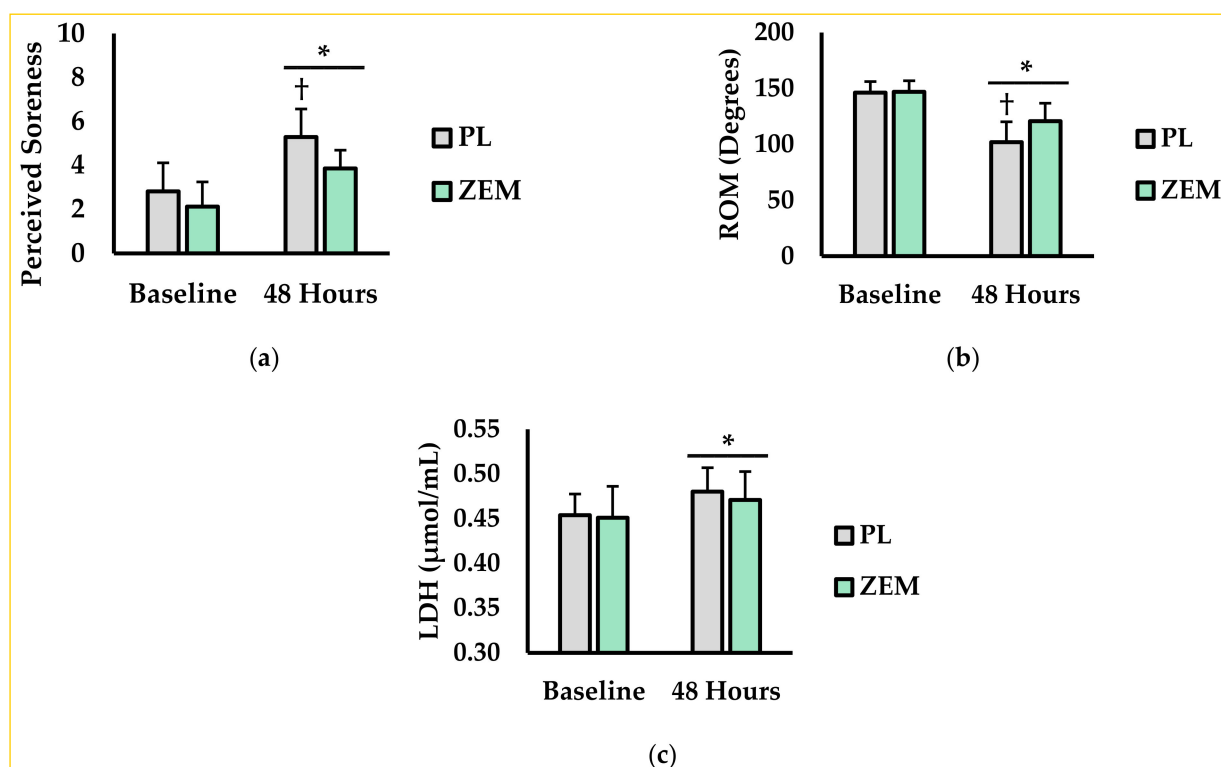 10
8
6
4
2
0
Perceived Soreness
*
†
Baseline
48 Hours
PL
ZEM
(a)
200
150
100
50
0
ROM (Degrees)
*
†
Baseline
48 Hours
PL
ZEM
(b)
0.55
0.50
0.45
0.40
0.35
0.30
LDH (μmol/mL)
*
Baseline
48 Hours
PL
ZEM
(c)